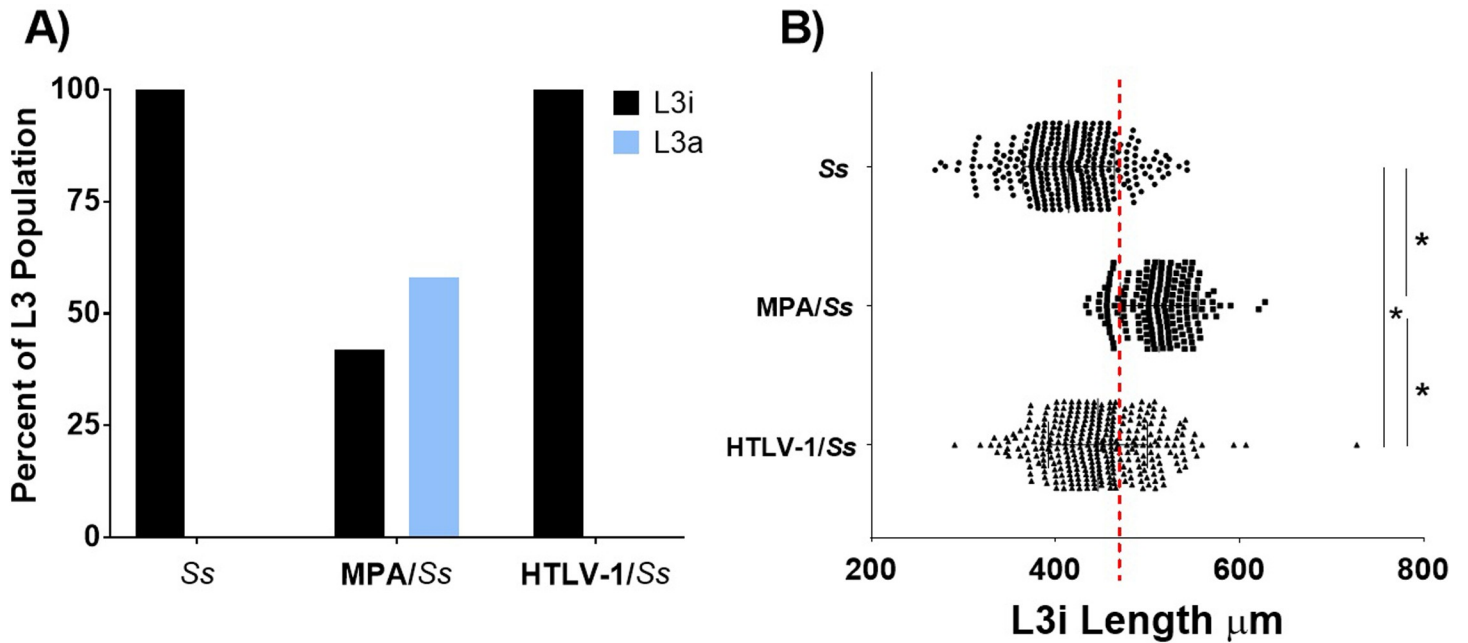 A)
Percent of L3 Population
100
75
50
25
0
L3i
L3a
Ss
MPA/Ss
HTLV-1/Ss
B)
Ss
MPA/Ss
HTLV-1/Ss
*
*
*
200
400
600
800
L3i Length μm